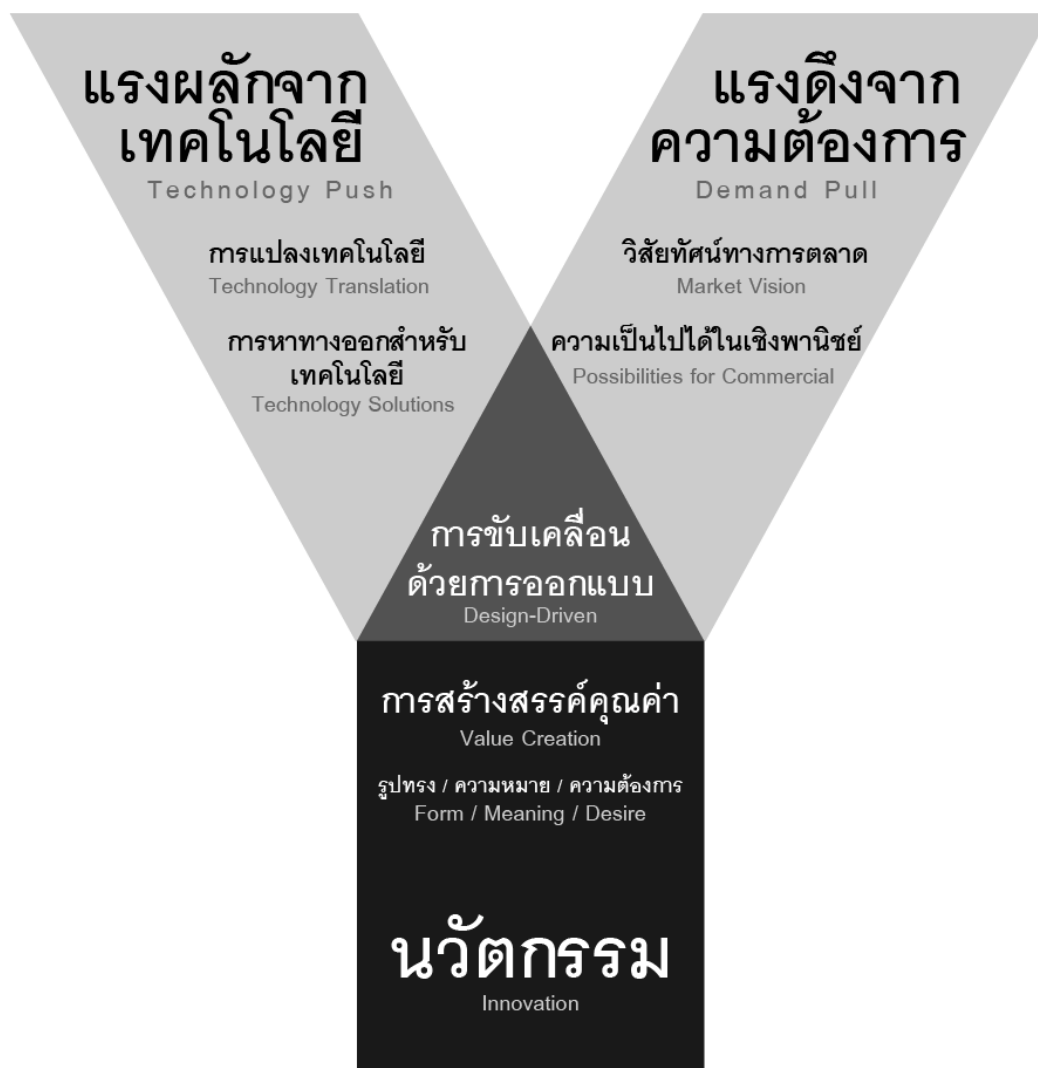 แรงผลักจาก
เทคโนโลยี
Technology Push
การแปลงเทคโนโลยี
Technology Translation
การหาทางออกสำหรับ
เทคโนโลยี
Technology Solutions
แรงดึงจาก
ความต้องการ
Demand Pull
วิสัยทัศน์ทางการตลาด
Market Vision
ความเป็นไปได้ในเชิงพานิชย์
Possibilities for Commercial
การขับเคลื่อน
ด้วยการออกแบบ
Design-Driven
การสร้างสรรค์คุณค่า
Value Creation
รูปทรง / ความหมาย / ความต้องการ
Form / Meaning / Desire
นวัตกรรม
Innovation